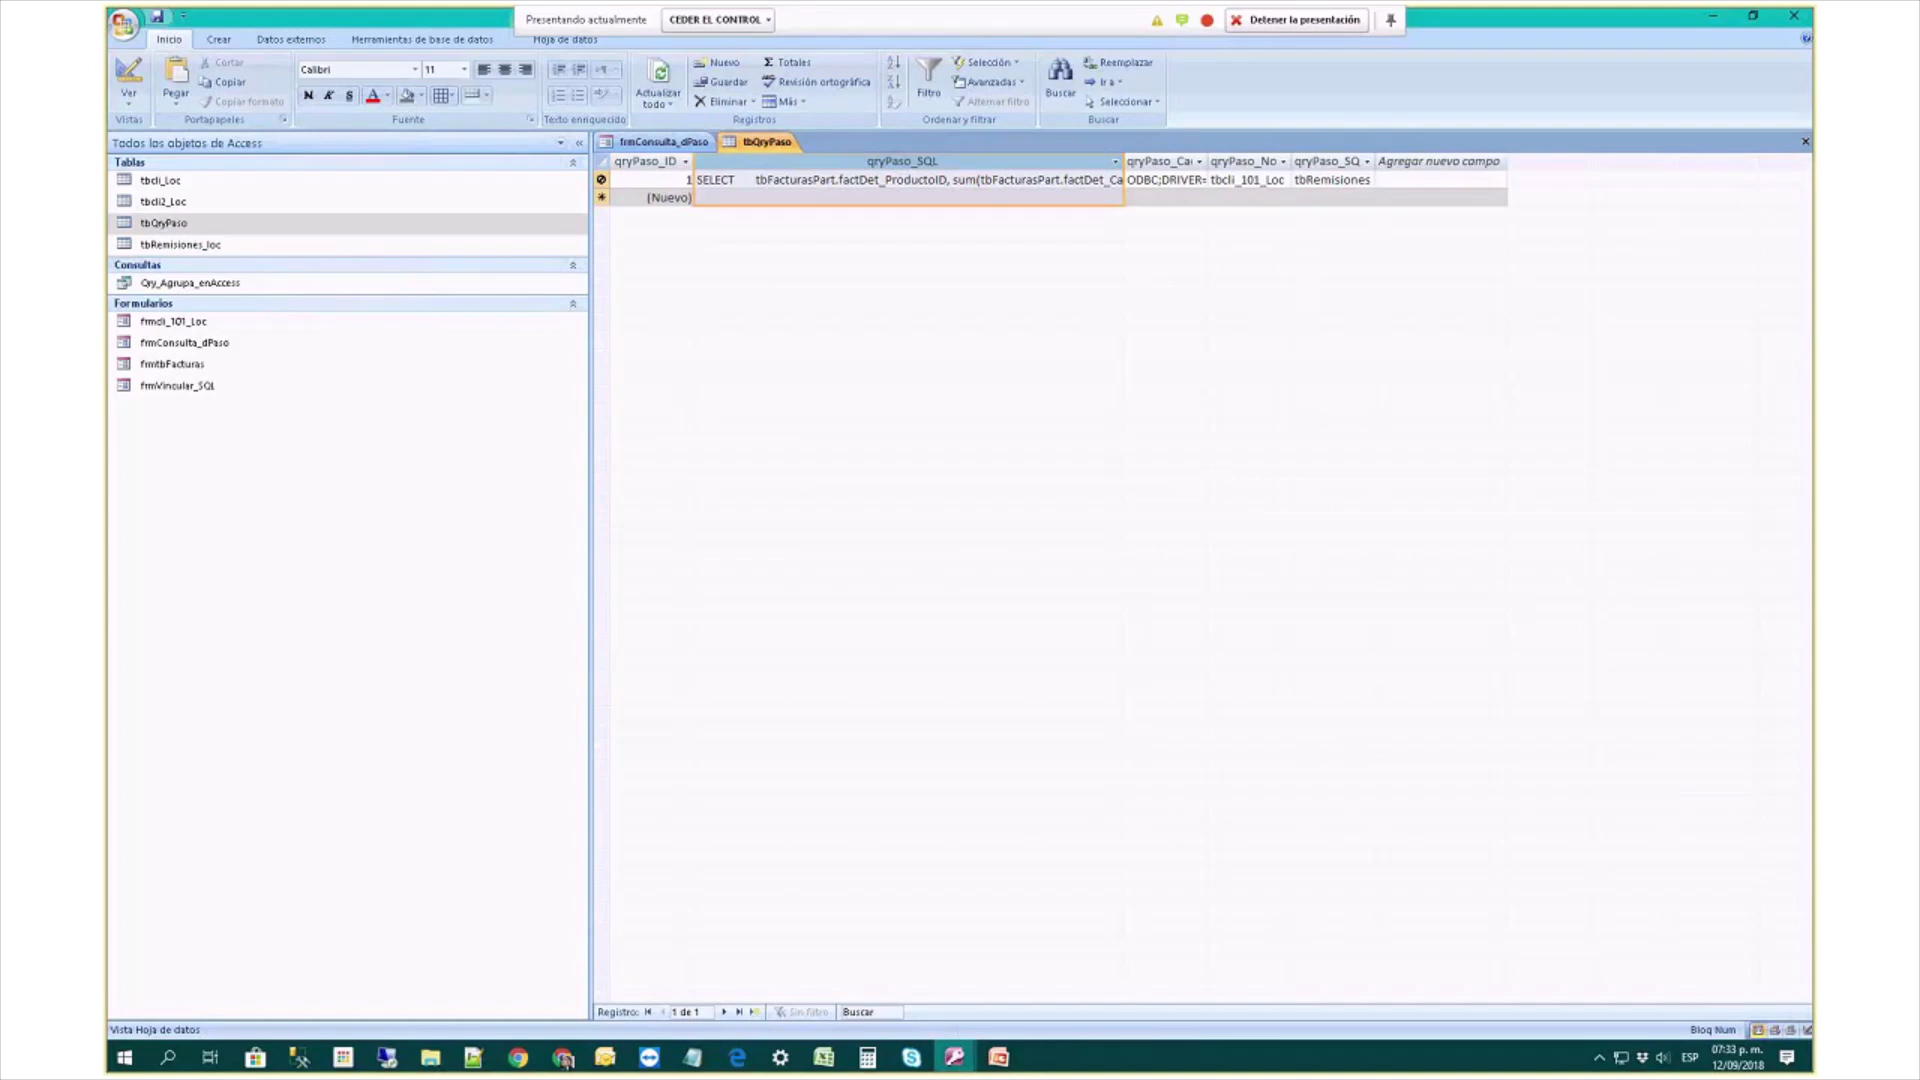 Presentando actualmente CEDER EL CONTROL Detener la presentación
Inicio Crear Datos externos Herramientas de base de datos Hoja de datos
Ver
Vistas
Pegar
Cortar
Copiar
Copiar formato
Portapapeles
Calibri 11
N K S A
Fuente
Texto enriquecido
Actualizar
todo
Nuevo
Guardar
Eliminar
Σ Totales
Revisión ortográfica
Más
Registros
Filtro
Selección
Avanzadas
Alternar filtro
Ordenar y filtrar
Buscar
Reemplazar
Ir a
Seleccionar
Buscar
Todos los objetos de Access
Tablas
tbcli_Loc
tbcli2_Loc
tbQryPaso
tbRemisiones_loc
Consultas
Qry_Agrupa_enAccess
Formularios
frmcli_101_Loc
frmConsulta_dPaso
frmtbFacturas
frmVincular_SQL
frmConsulta_dPaso tbQryPaso
qryPaso_ID qryPaso_SQL qryPaso_Ca qryPaso_No qryPaso_SQ Agregar nuevo campo
1 SELECT tbFacturasPart.factDet_ProductoID, sum(tbFacturasPart.factDet_Ca ODBC;DRIVER= tbcli_101_Loc tbRemisiones
(Nuevo)
Registro: 1 de 1 Sin filtro Buscar
Vista Hoja de datos Bloq Num
ESP
07:33 p. m.
12/09/2018